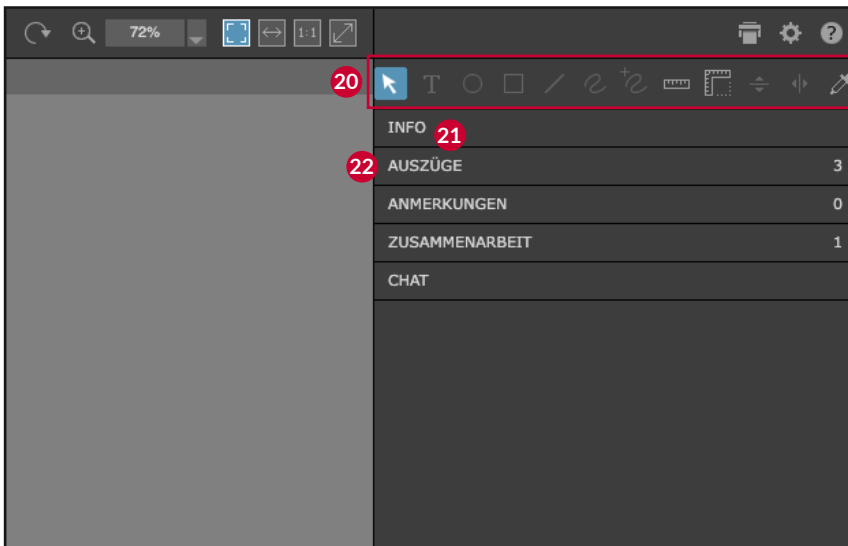 72%
1:1
?
20
T
INFO
21
22
AUSZÜGE 3
ANMERKUNGEN 0
ZUSAMMENARBEIT 1
CHAT